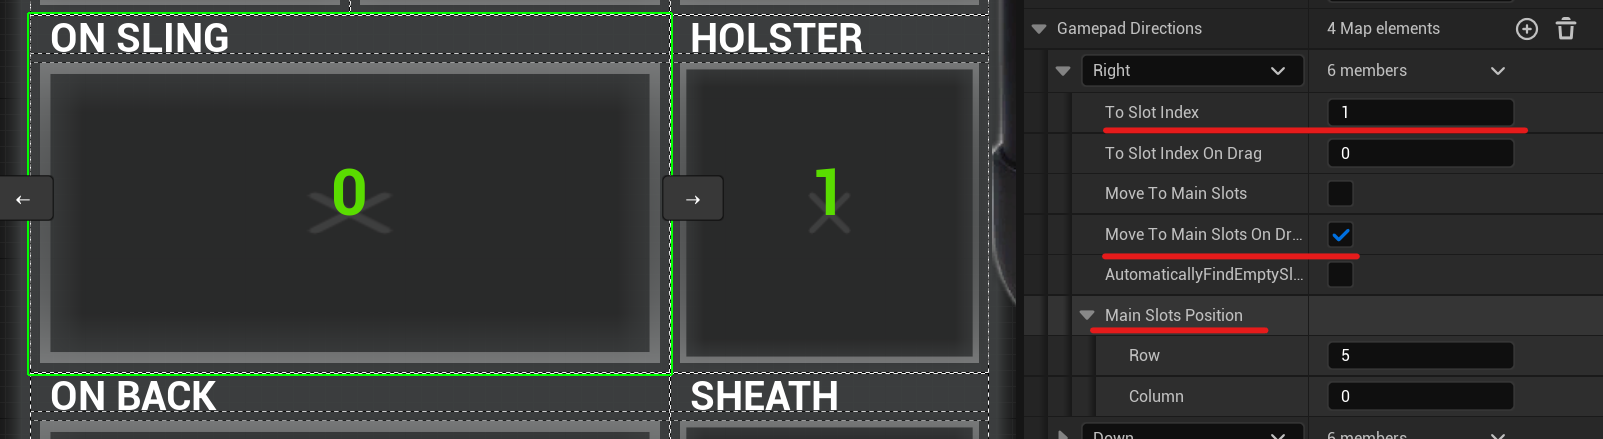 ON SLING
HOLSTER
0
1
←
→
ON BACK
SHEATH
Gamepad Directions
4 Map elements
Right
6 members
To Slot Index
1
To Slot Index On Drag
0
Move To Main Slots
Move To Main Slots On Dr...
AutomaticallyFindEmptySl...
Main Slots Position
Row
5
Column
0
Down
6 members